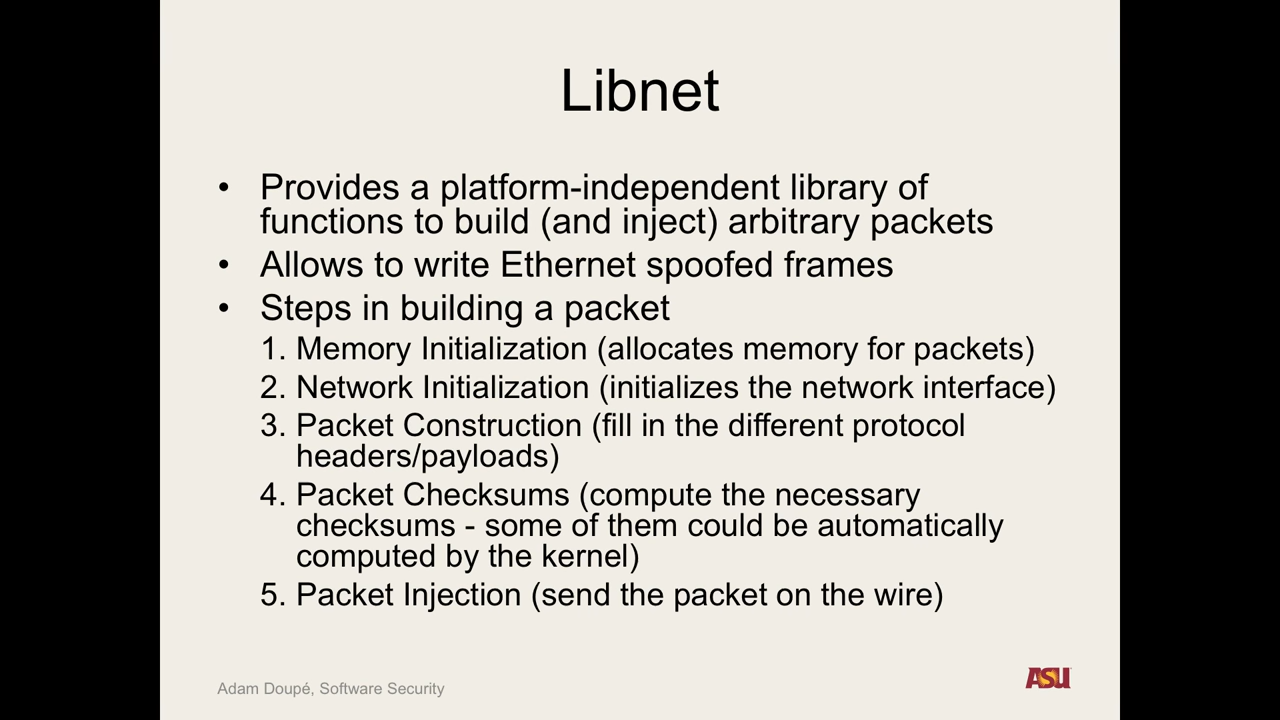 Libnet
• Provides a platform-independent library of
functions to build (and inject) arbitrary packets
• Allows to write Ethernet spoofed frames
• Steps in building a packet
1. Memory Initialization (allocates memory for packets)
2. Network Initialization (initializes the network interface)
3. Packet Construction (fill in the different protocol
headers/payloads)
4. Packet Checksums (compute the necessary
checksums - some of them could be automatically
computed by the kernel)
5. Packet Injection (send the packet on the wire)
Adam Doupé, Software Security
ASU